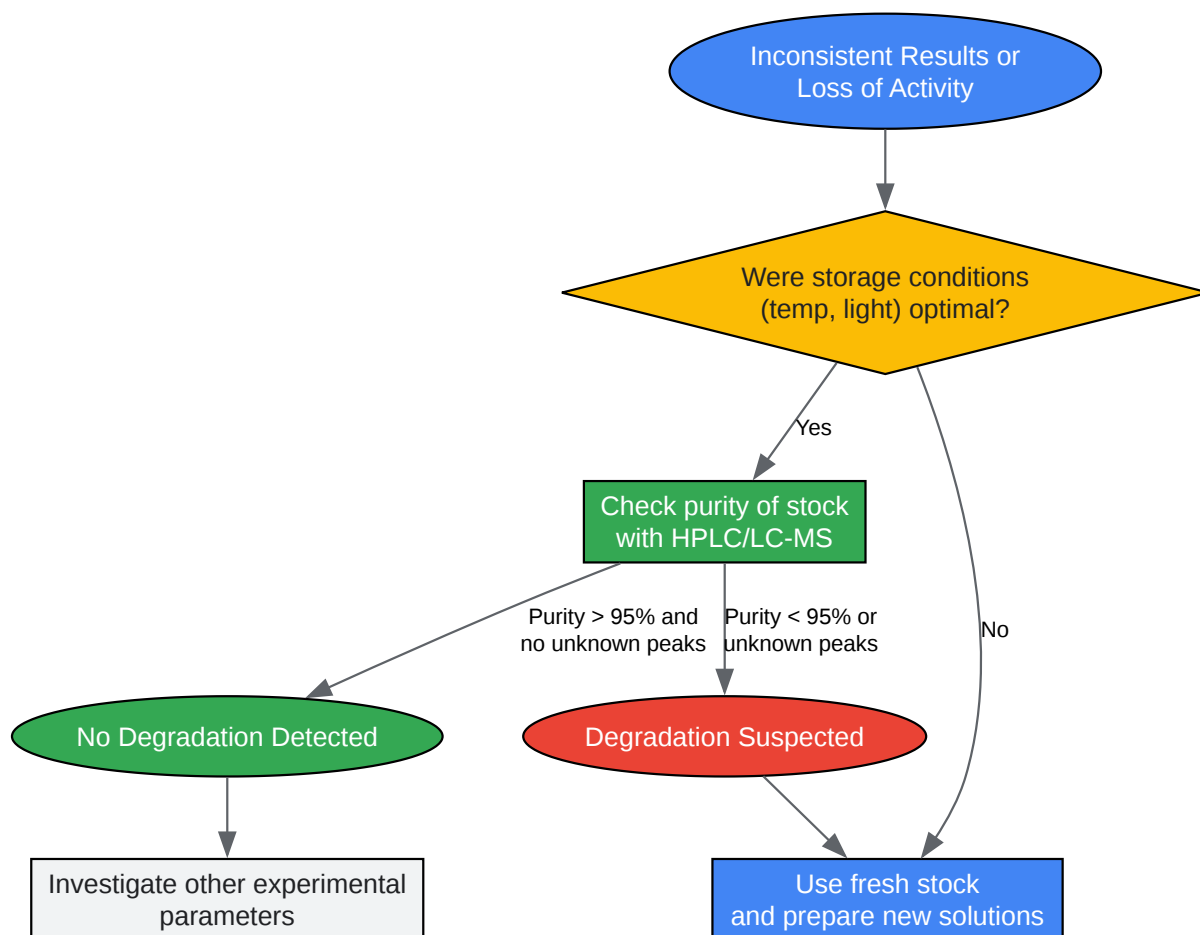 Inconsistent Results or
Loss of Activity
Were storage conditions
(temp, light) optimal?
Yes
No
Check purity of stock
with HPLC/LC-MS
Purity > 95% and
no unknown peaks
Purity < 95% or
unknown peaks
No Degradation Detected
Degradation Suspected
Investigate other experimental
parameters
Use fresh stock
and prepare new solutions